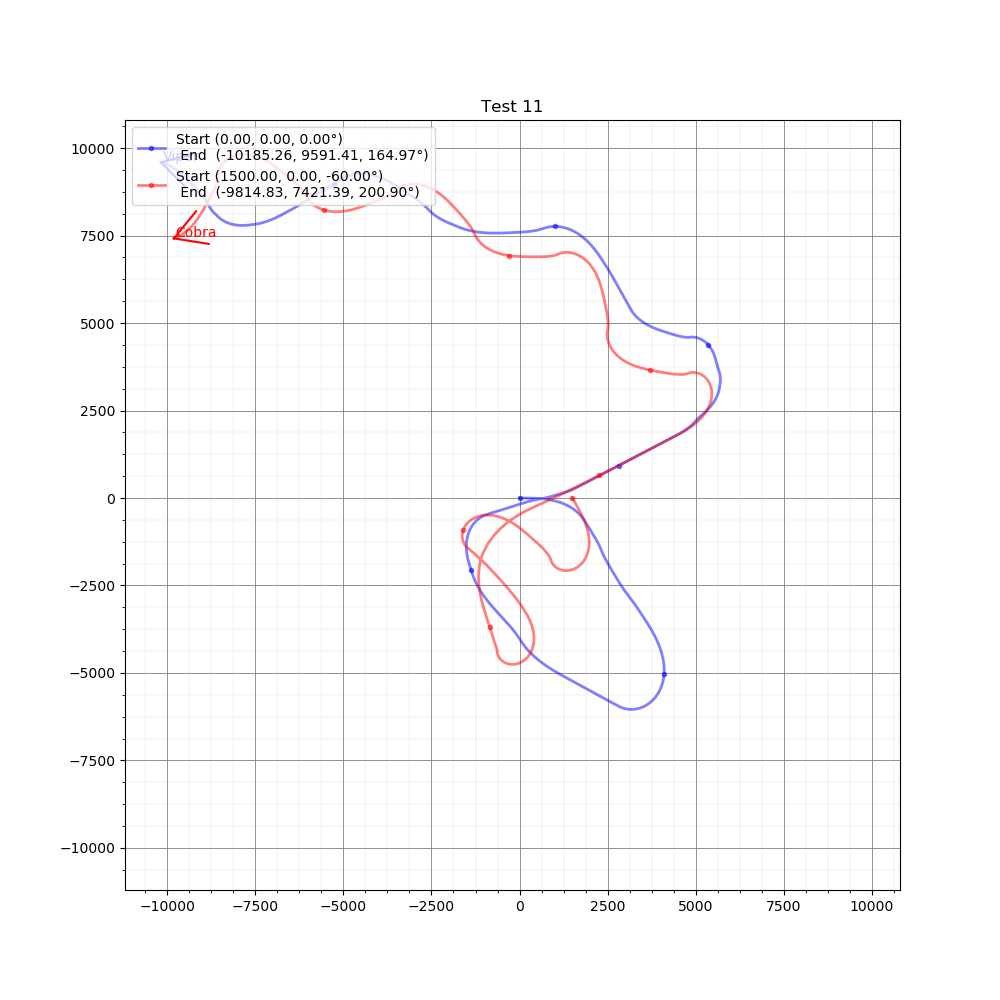 Test 11
Start (0.00, 0.00, 0.00°)
End  (-10185.26, 9591.41, 164.97°)
Start (1500.00, 0.00, -60.00°)
End  (-9814.83, 7421.39, 200.90°)
Cobra
10000
7500
5000
2500
0
−2500
−5000
−7500
−10000
−10000 −7500 −5000 −2500 0 2500 5000 7500 10000